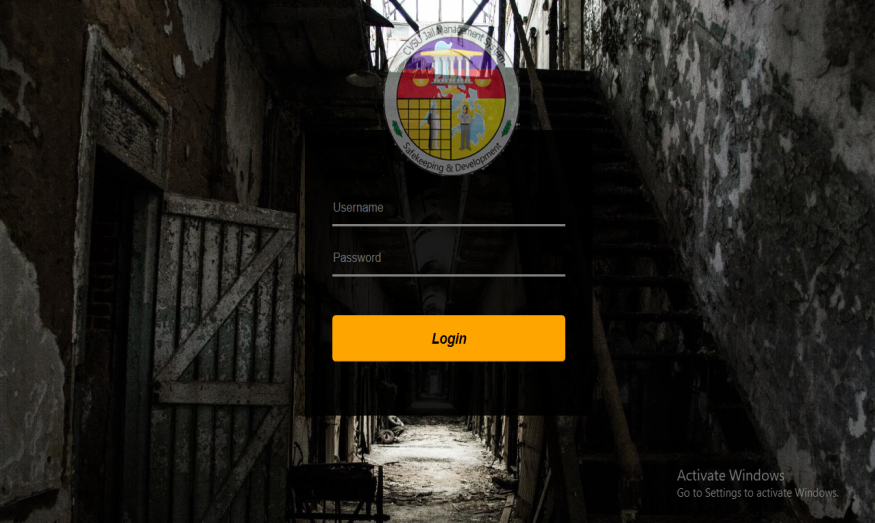 CVSU Jail Management System
Safekeeping & Development
Username
Password
Login
Activate Windows
Go to Settings to activate Windows.